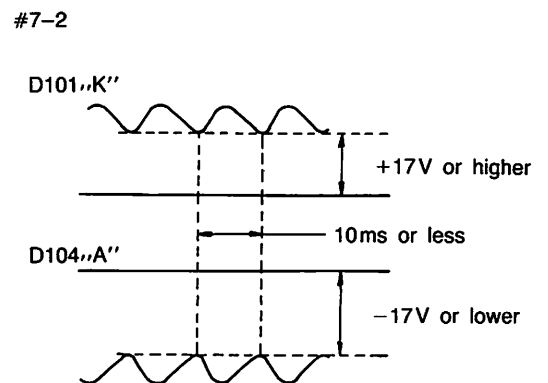 #7-2
D101,,K''
+17V or higher
10ms or less
D104,,A''
-17V or lower